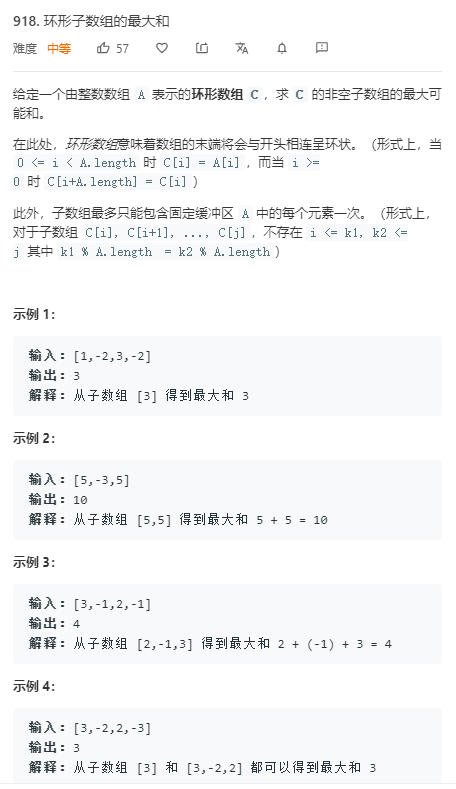 918. 环形子数组的最大和
难度 中等 57
给定一个由整数数组 A 表示的环形数组 C，求 C 的非空子数组的最大可
能和。
在此处，环形数组意味着数组的末端将会与开头相连呈环状。（形式上，当
0 <= i < A.length 时 C[i] = A[i]，而当 i >=
0 时 C[i+A.length] = C[i]）
此外，子数组最多只能包含固定缓冲区 A 中的每个元素一次。（形式上，
对于子数组 C[i], C[i+1], ..., C[j]，不存在 i <= k1, k2 <=
j 其中 k1 % A.length = k2 % A.length）
示例 1：
输入：[1,-2,3,-2]
输出：3
解释：从子数组 [3] 得到最大和 3
示例 2：
输入：[5,-3,5]
输出：10
解释：从子数组 [5,5] 得到最大和 5 + 5 = 10
示例 3：
输入：[3,-1,2,-1]
输出：4
解释：从子数组 [2,-1,3] 得到最大和 2 + (-1) + 3 = 4
示例 4：
输入：[3,-2,2,-3]
输出：3
解释：从子数组 [3] 和 [3,-2,2] 都可以得到最大和 3